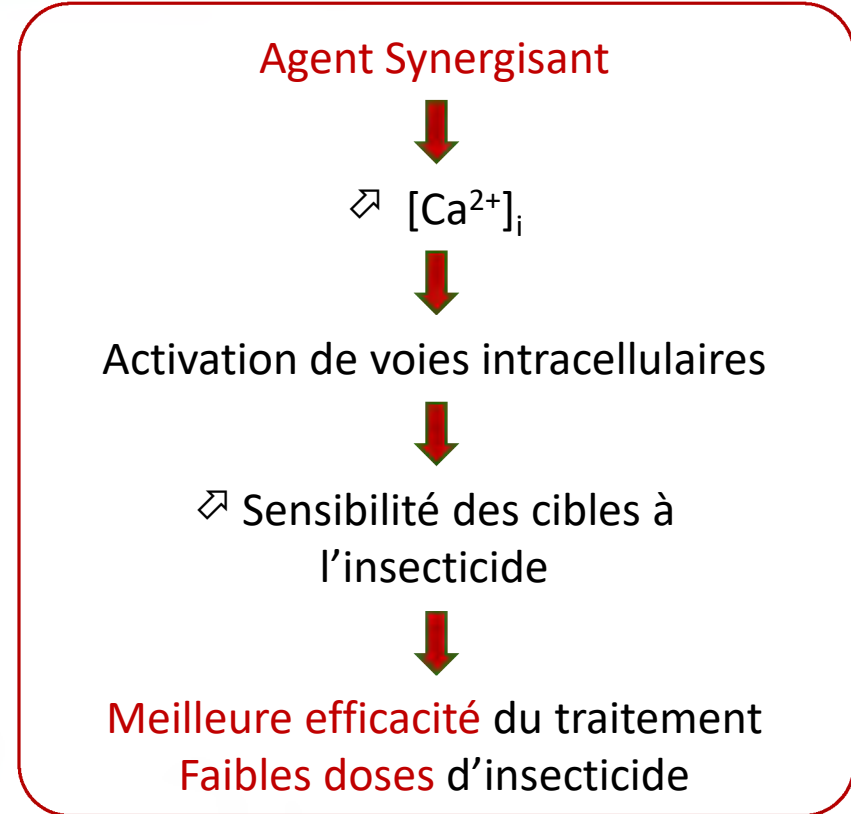 Agent Synergisant
⬀ [Ca²⁺]ᵢ
Activation de voies intracellulaires
⬀ Sensibilité des cibles à
l’insecticide
Meilleure efficacité du traitement
Faibles doses d’insecticide